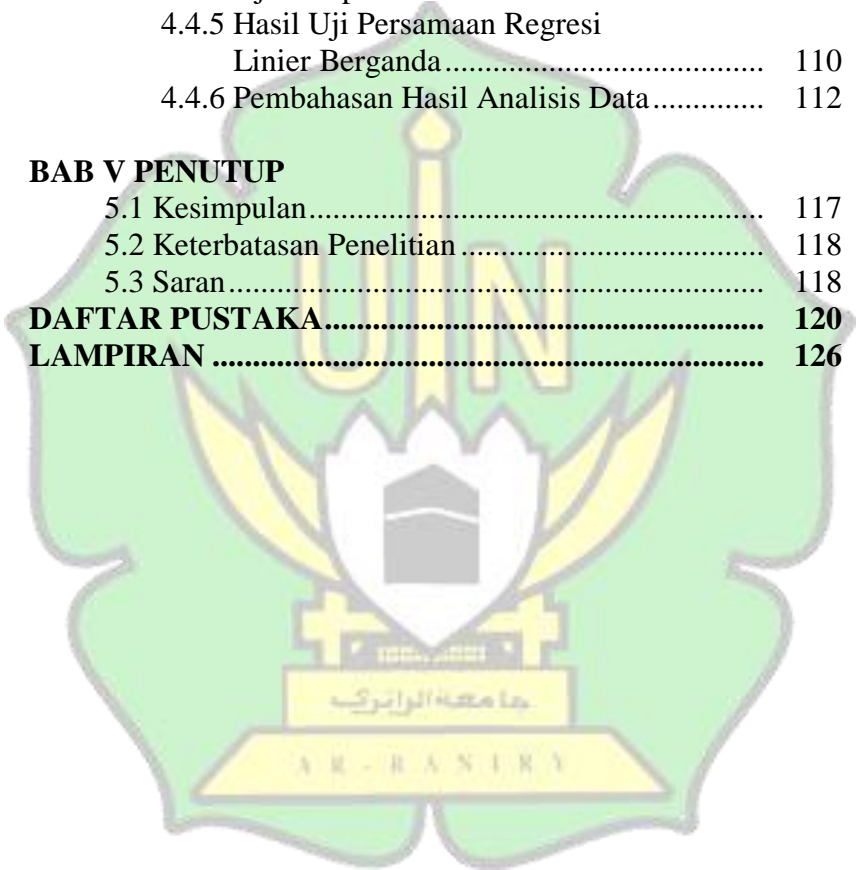 4.4.5 Hasil Uji Persamaan Regresi
Linier Berganda..................................... 110
4.4.6 Pembahasan Hasil Analisis Data.............. 112
BAB V PENUTUP
5.1 Kesimpulan..................................................... 117
5.2 Keterbatasan Penelitian ................................... 118
5.3 Saran............................................................... 118
DAFTAR PUSTAKA.................................................. 120
LAMPIRAN .............................................................. 126
UIN
جامعة الرانري
AR-RANIRY